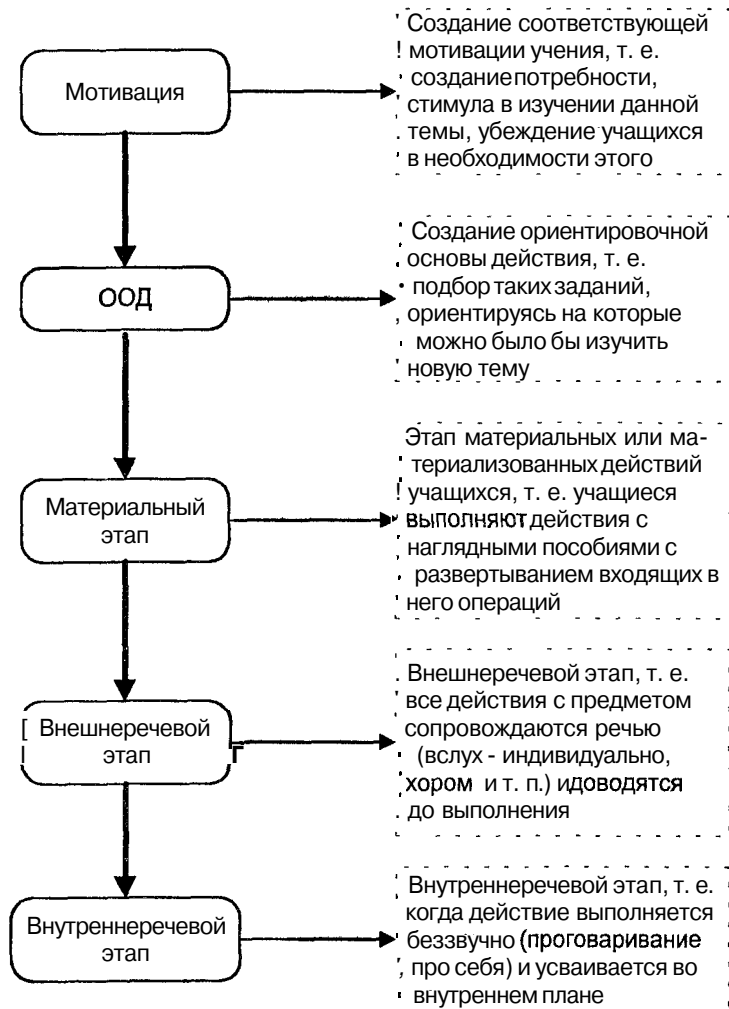 Мотивация
Создание соответствующей
мотивации учения, т. е.
создание потребности,
стимула в изучении данной
темы, убеждение учащихся
в необходимости этого
ООД
Создание ориентировочной
основы действия, т. е.
подбор таких заданий,
ориентируясь на которые
можно было бы изучить
новую тему
Материальный
этап
Этап материальных или ма-
териализованных действий
учащихся, т. е. учащиеся
выполняют действия с
наглядными пособиями с
развертыванием входящих в
него операций
Внешнеречевой
этап
Внешнеречевой этап, т. е.
все действия с предметом
сопровождаются речью
(вслух - индивидуально,
хором и т. п.) и доводятся
до выполнения
Внутреннеречевой
этап
Внутреннеречевой этап, т. е.
когда действие выполняется
беззвучно (проговаривание
про себя) и усваивается во
внутреннем плане